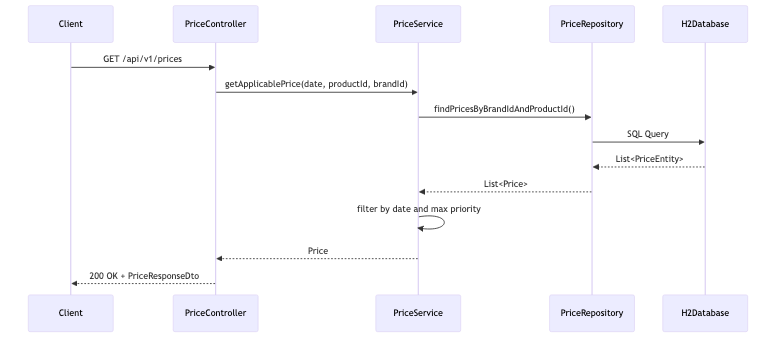 Client
PriceController
PriceService
PriceRepository
H2Database
GET /api/v1/prices
getApplicablePrice(date, productId, brandId)
findPricesByBrandIdAndProductId()
SQL Query
List<PriceEntity>
List<Price>
filter by date and max priority
Price
200 OK + PriceResponseDto
Client
PriceController
PriceService
PriceRepository
H2Database